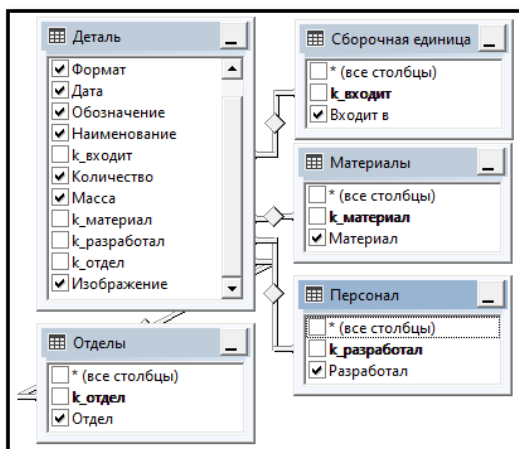 Деталь
Формат
Дата
Обозначение
Наименование
k_входит
Количество
Масса
k_материал
k_разработал
k_отдел
Изображение
Сборочная единица
* (все столбцы)
k_входит
Входит в
Материалы
* (все столбцы)
k_материал
Материал
Персонал
* (все столбцы)
k_разработал
Разработал
Отделы
* (все столбцы)
k_отдел
Отдел